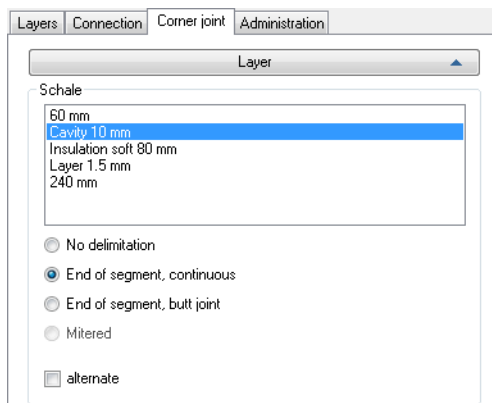 Layers Connection Corner joint Administration
Layer
Schale
60 mm
Cavity 10 mm
Insulation soft 80 mm
Layer 1.5 mm
240 mm
No delimitation
End of segment, continuous
End of segment, butt joint
Mitered
alternate